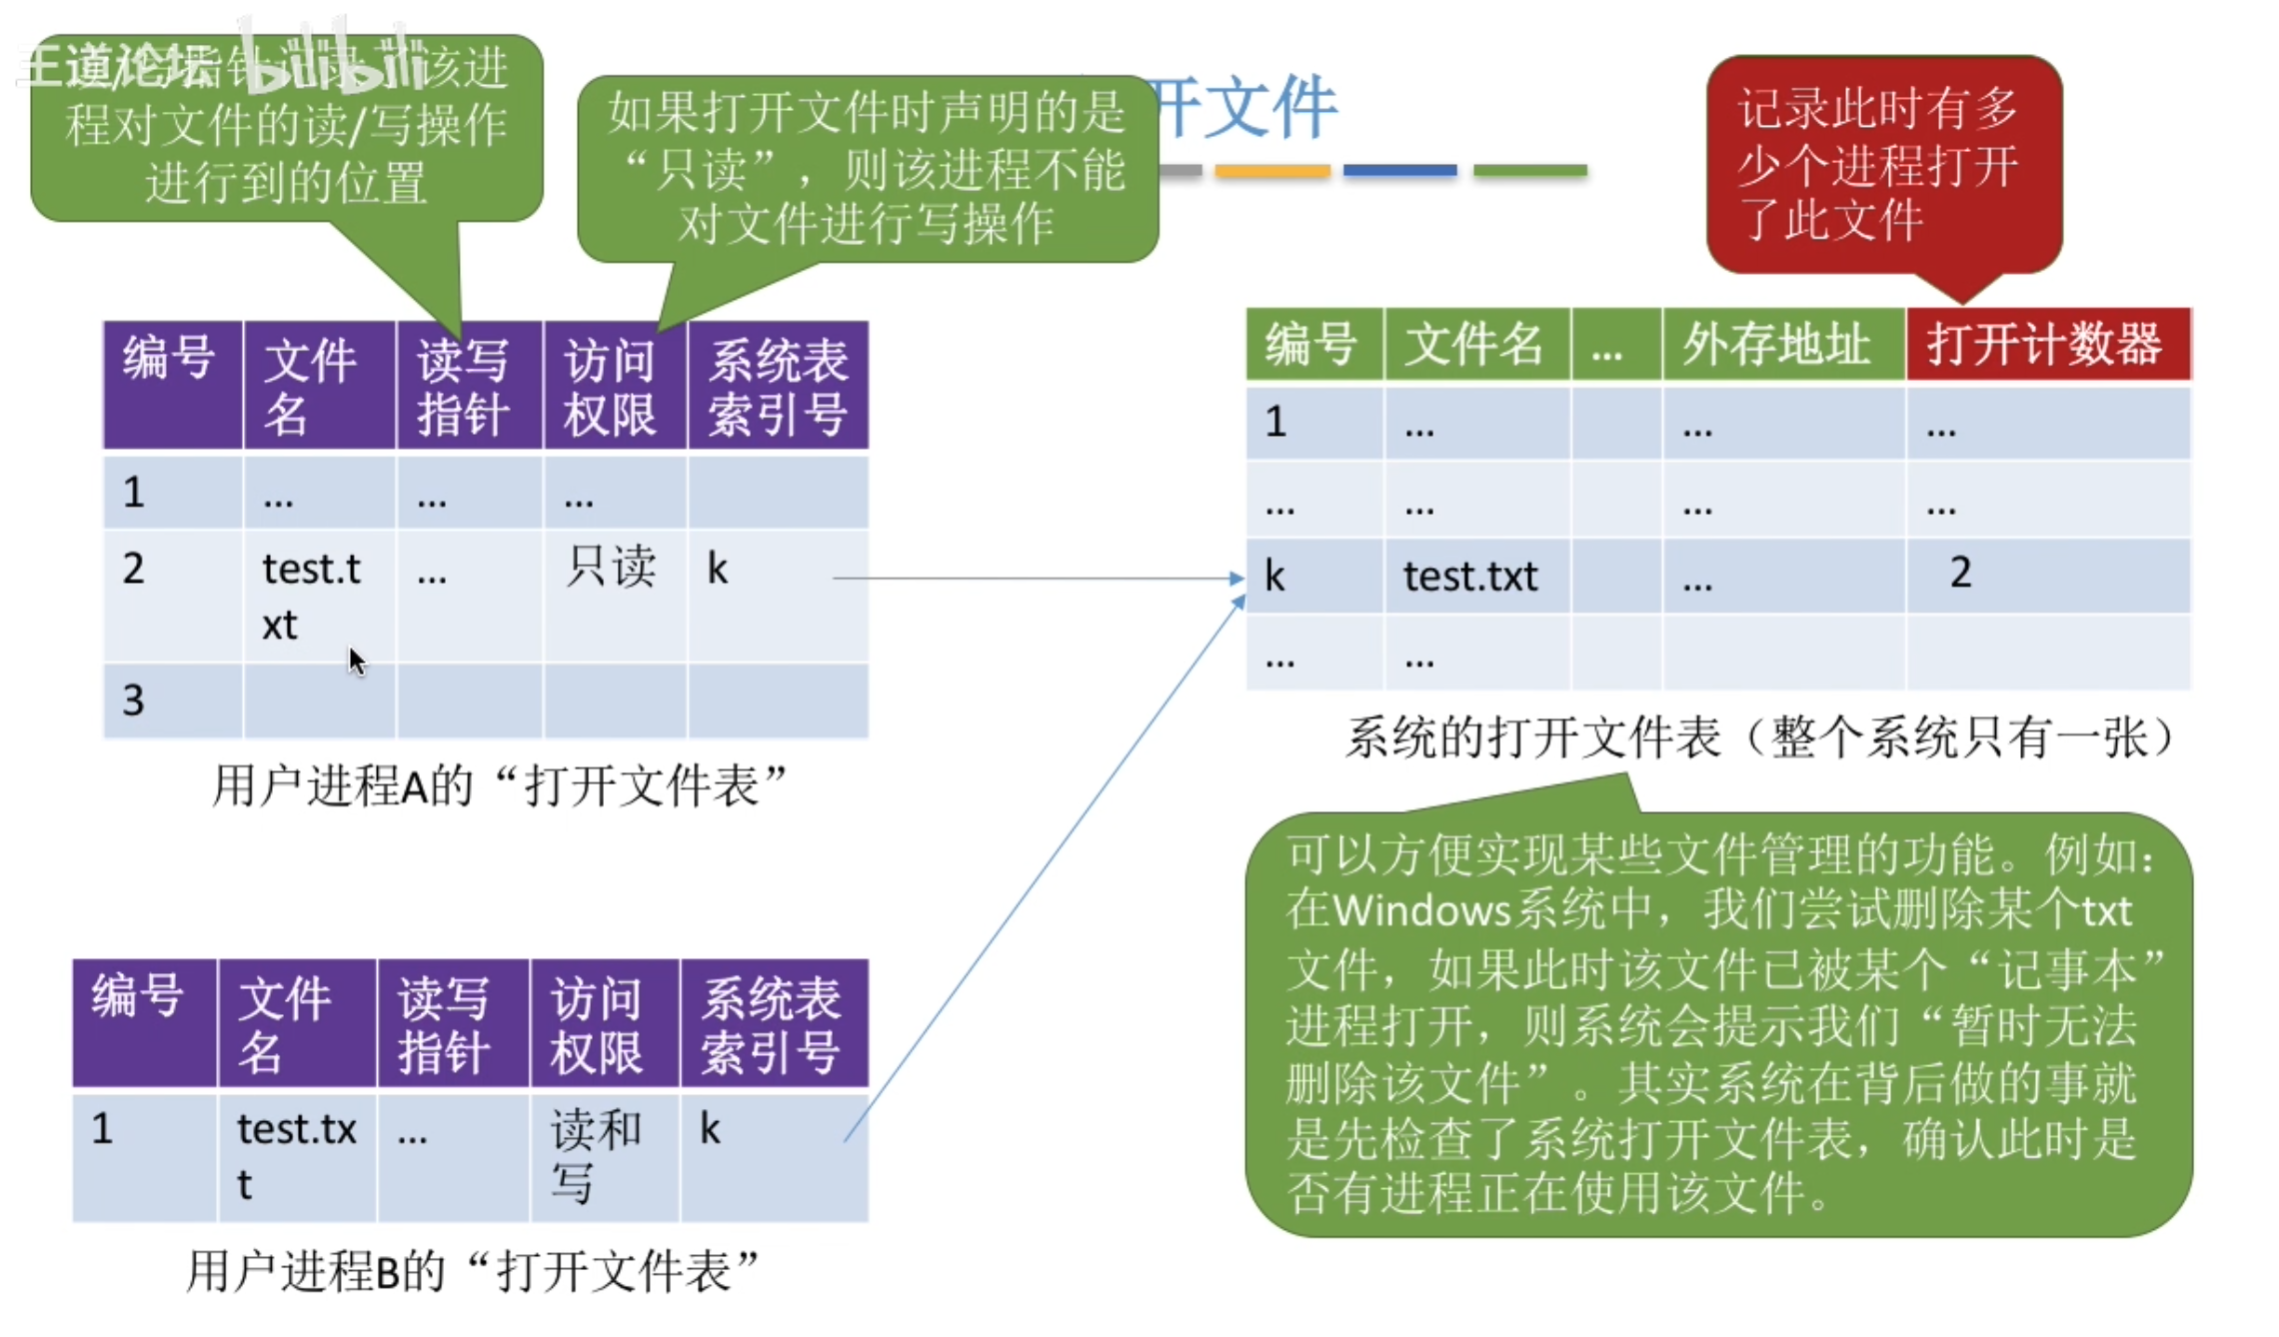 王道论坛 bilibili
读/写指针记录了该进
程对文件的读/写操作
进行到的位置
如果打开文件时声明的是
“只读”，则该进程不能
对文件进行写操作
开文件
记录此时有多
少个进程打开
了此文件
编号 文件名 读写指针 访问权限 系统表索引号
1 … … …
2 test.txt … 只读 k
3
用户进程A的“打开文件表”
编号 文件名 … 外存地址 打开计数器
1 … … …
… … … …
k test.txt … 2
… …
系统的打开文件表（整个系统只有一张）
可以方便实现某些文件管理的功能。例如：
在Windows系统中，我们尝试删除某个txt
文件，如果此时该文件已被某个“记事本”
进程打开，则系统会提示我们“暂时无法
删除该文件”。其实系统在背后做的事就
是先检查了系统打开文件表，确认此时是
否有进程正在使用该文件。
编号 文件名 读写指针 访问权限 系统表索引号
1 test.txt … 读和写 k
用户进程B的“打开文件表”